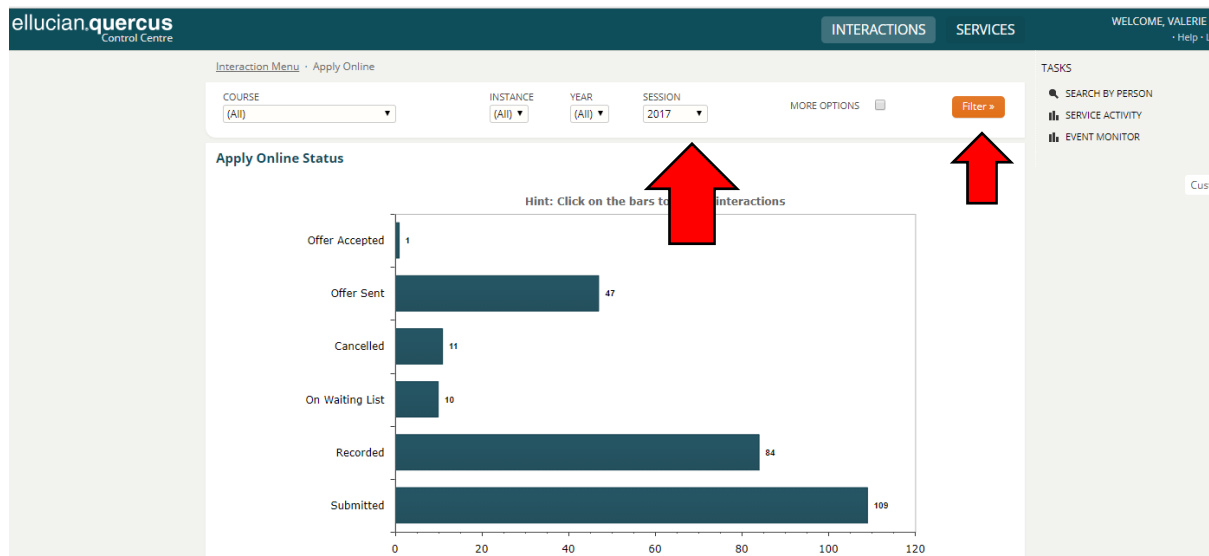 ellucian.quercus
Control Centre
INTERACTIONS SERVICES
WELCOME, VALERIE
· Help ·
Interaction Menu · Apply Online
TASKS
SEARCH BY PERSON
SERVICE ACTIVITY
EVENT MONITOR
COURSE INSTANCE YEAR SESSION MORE OPTIONS
(All) (All) (All) 2017 Filter »
Apply Online Status
Hint: Click on the bars to interactions
Offer Accepted 1
Offer Sent 47
Cancelled 11
On Waiting List 10
Recorded 84
Submitted 109
0 20 40 60 80 100 120